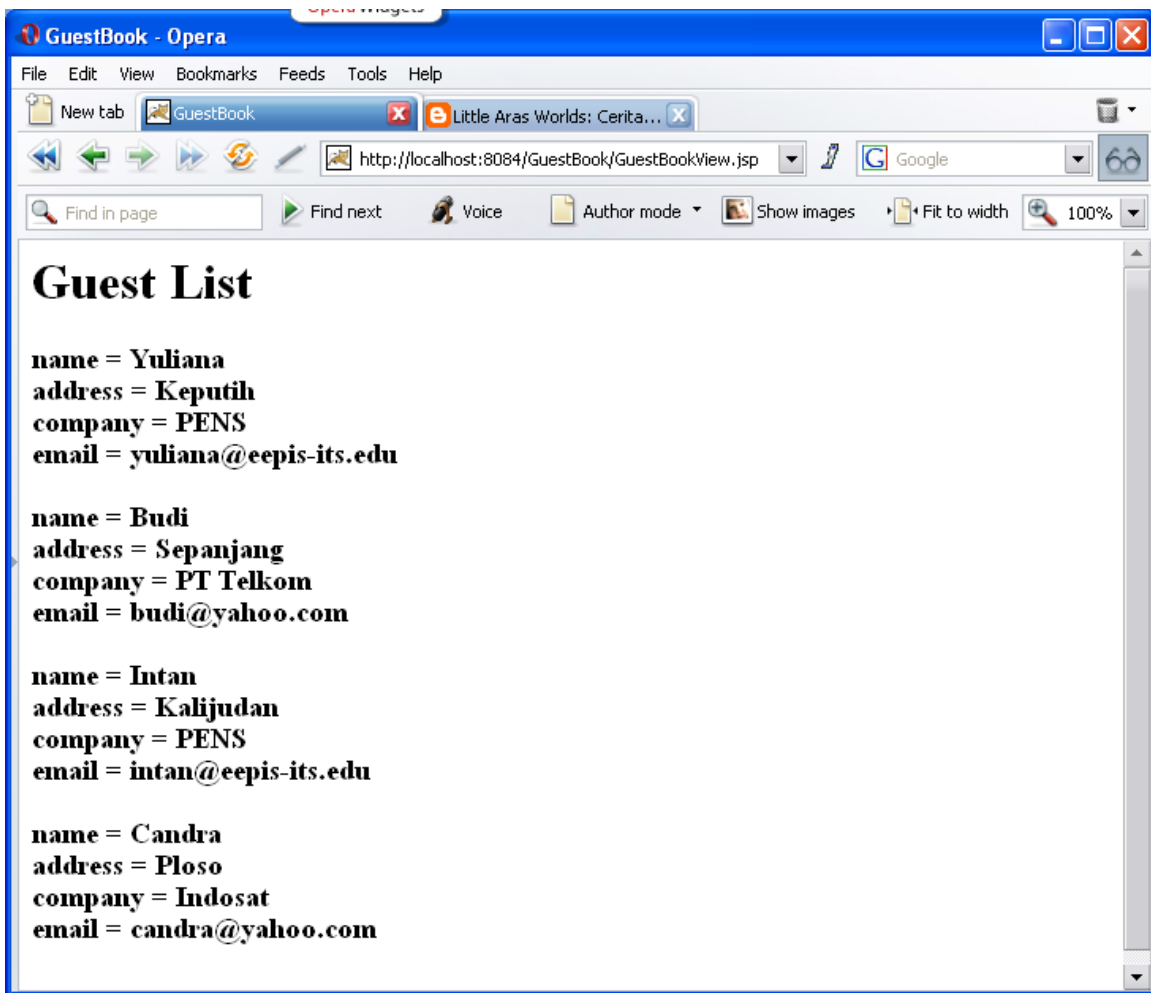 Opera Widgets
GuestBook - Opera
File Edit View Bookmarks Feeds Tools Help
New tab GuestBook Little Aras Worlds: Cerita...
http://localhost:8084/GuestBook/GuestBookView.jsp Google
Find in page Find next Voice Author mode Show images Fit to width 100%
Guest List
name = Yuliana
address = Keputih
company = PENS
email = yuliana@eepis-its.edu
name = Budi
address = Sepanjang
company = PT Telkom
email = budi@yahoo.com
name = Intan
address = Kalijudan
company = PENS
email = intan@eepis-its.edu
name = Candra
address = Ploso
company = Indosat
email = candra@yahoo.com